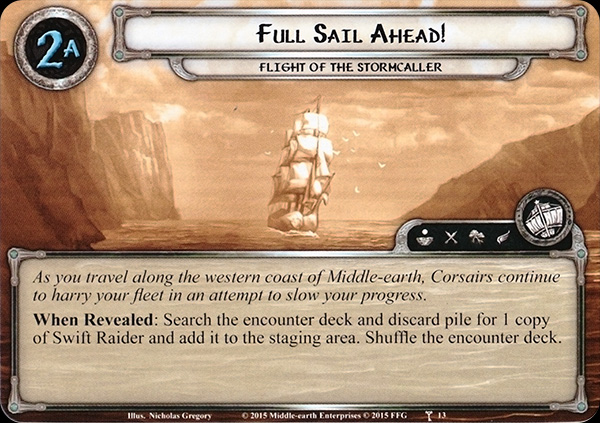 2A
Full Sail Ahead!
Flight of the Stormcaller
As you travel along the western coast of Middle-earth, Corsairs continue
to harry your fleet in an attempt to slow your progress.
When Revealed: Search the encounter deck and discard pile for 1 copy
of Swift Raider and add it to the staging area. Shuffle the encounter deck.
Illus. Nicholas Gregory © 2015 Middle-earth Enterprises © 2015 FFG 13